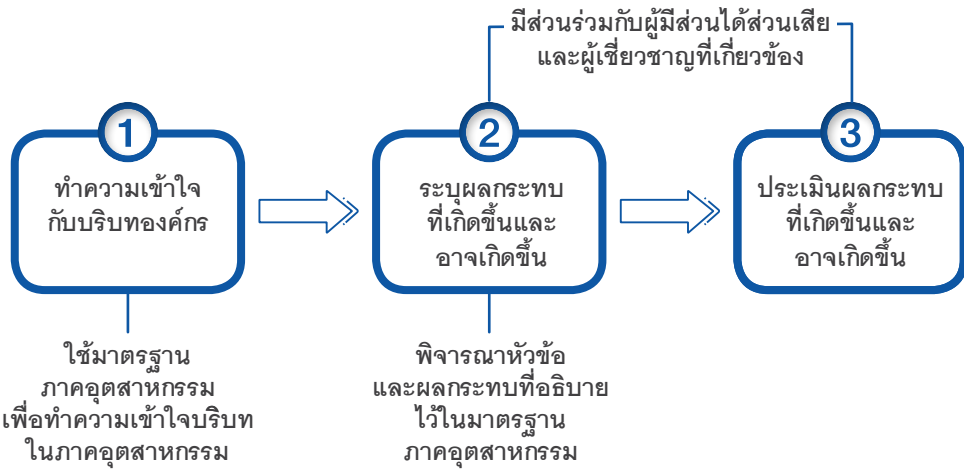 มีส่วนร่วมกับผู้มีส่วนได้ส่วนเสีย
และผู้เชี่ยวชาญที่เกี่ยวข้อง
1
ทำความเข้าใจ
กับบริบทองค์กร
2
ระบุผลกระทบ
ที่เกิดขึ้นและ
อาจเกิดขึ้น
3
ประเมินผลกระทบ
ที่เกิดขึ้นและ
อาจเกิดขึ้น
ใช้มาตรฐาน
ภาคอุตสาหกรรม
เพื่อทำความเข้าใจบริบท
ในภาคอุตสาหกรรม
พิจารณาหัวข้อ
และผลกระทบที่อธิบาย
ไว้ในมาตรฐาน
ภาคอุตสาหกรรม